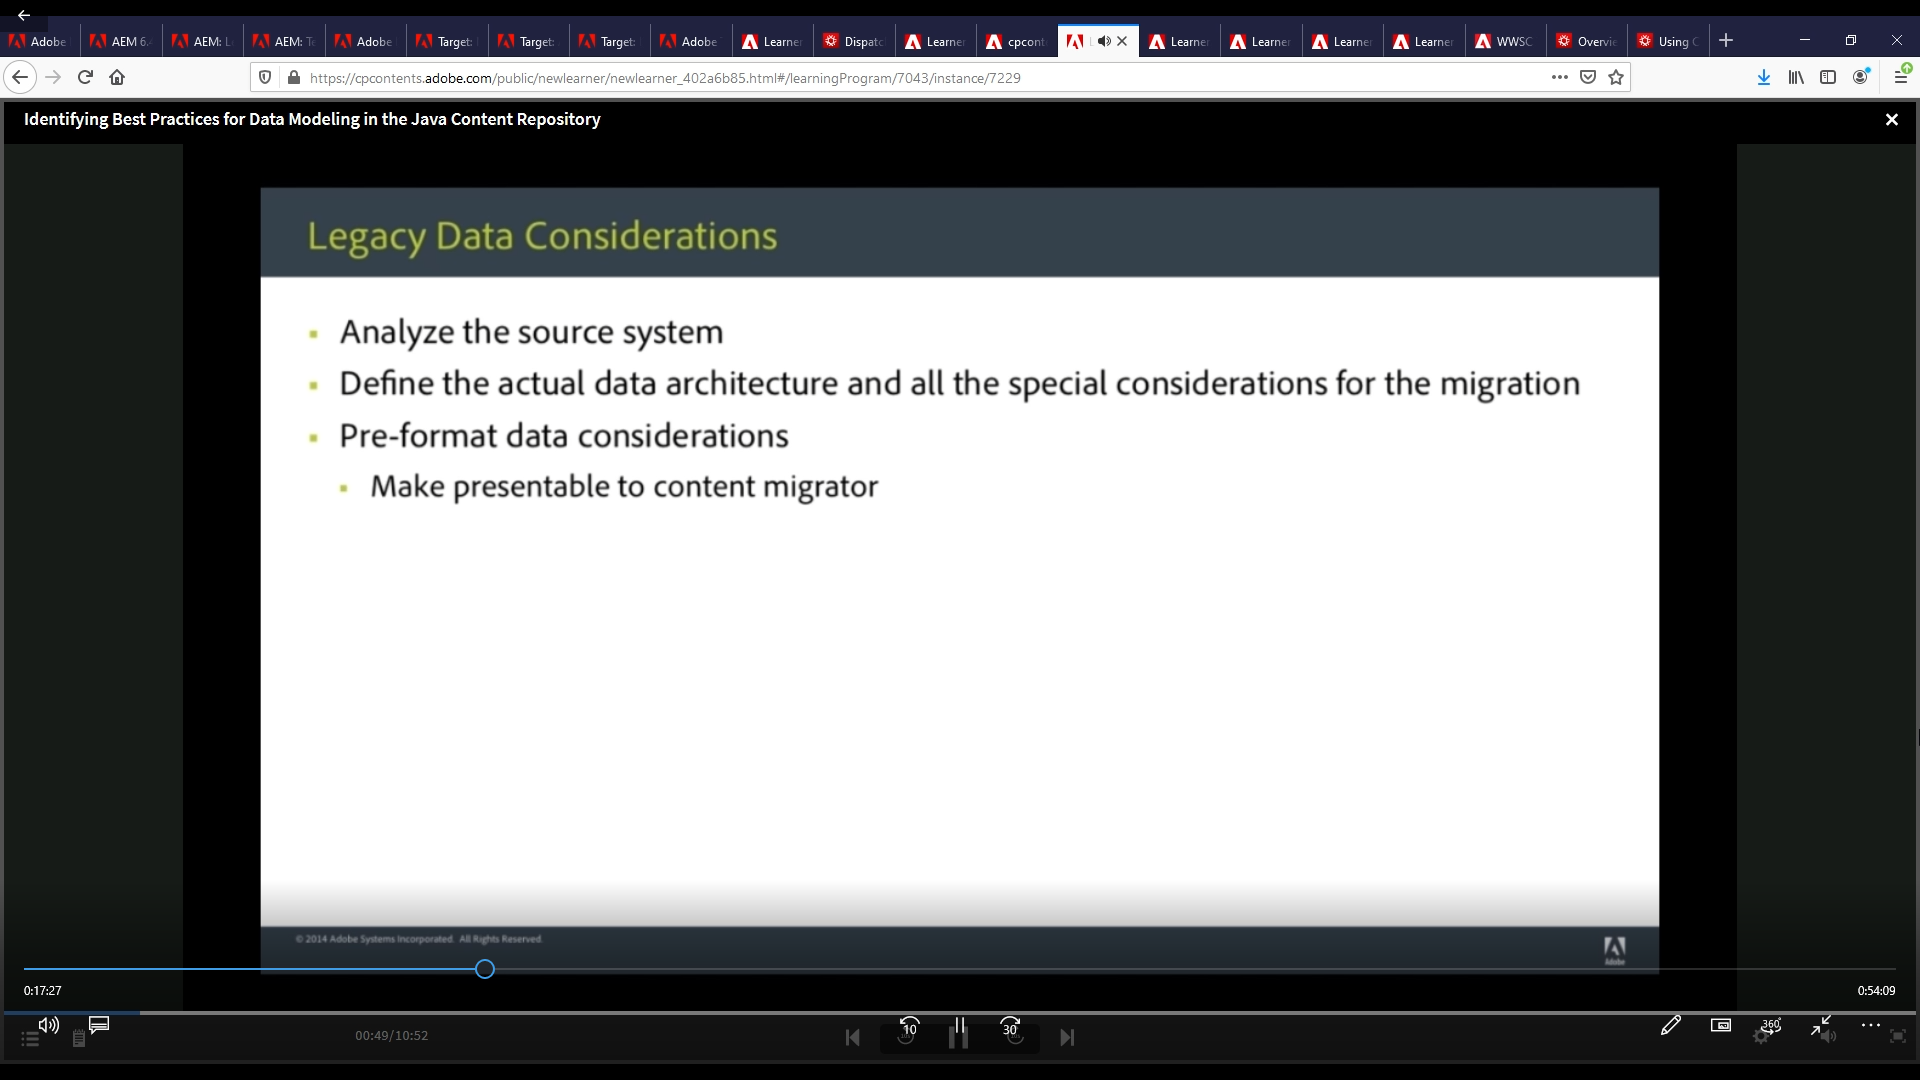 Adobe
AEM 6.
AEM: L
AEM: T
Adobe
Target:
Target:
Target:
Adobe
Learner
Dispatc
Learner
cpconte
Learner
Learner
Learner
Learner
WWSC
Overvie
Using C
https://cpcontents.adobe.com/public/newlearner/newlearner_402a6b85.html#/learningProgram/7043/instance/7229
Identifying Best Practices for Data Modeling in the Java Content Repository
Legacy Data Considerations
Analyze the source system
Define the actual data architecture and all the special considerations for the migration
Pre-format data considerations
Make presentable to content migrator
© 2014 Adobe Systems Incorporated. All Rights Reserved.
Adobe
0:17:27
0:54:09
00:49/10:52
10
30
360